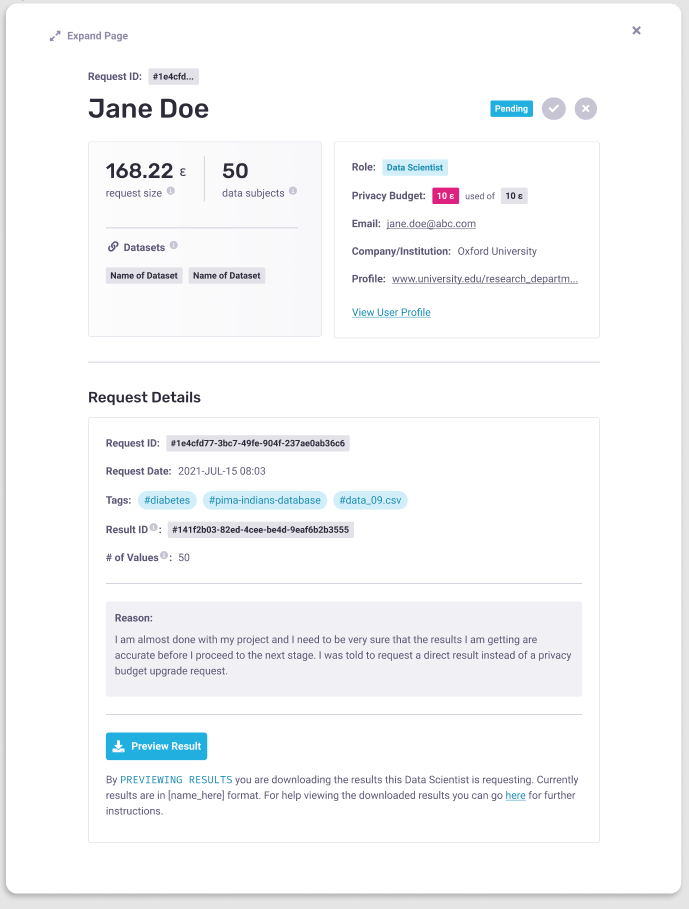 Expand Page
Request ID: #1e4cfd...
Jane Doe
Pending
168.22 ε
request size
50
data subjects
Datasets
Name of Dataset Name of Dataset
Role: Data Scientist
Privacy Budget: 10 ε used of 10 ε
Email: jane.doe@abc.com
Company/Institution: Oxford University
Profile: www.university.edu/research_departm...
View User Profile
Request Details
Request ID: #1e4cfd77-3bc7-49fe-904f-237ae0ab36c6
Request Date: 2021-JUL-15 08:03
Tags: #diabetes #pima-indians-database #data_09.csv
Result ID: #141f2b03-82ed-4cee-be4d-9eaf6b2b3555
# of Values: 50
Reason:
I am almost done with my project and I need to be very sure that the results I am getting are
accurate before I proceed to the next stage. I was told to request a direct result instead of a privacy
budget upgrade request.
Preview Result
By PREVIEWING RESULTS you are downloading the results this Data Scientist is requesting. Currently
results are in [name_here] format. For help viewing the downloaded results you can go here for further
instructions.